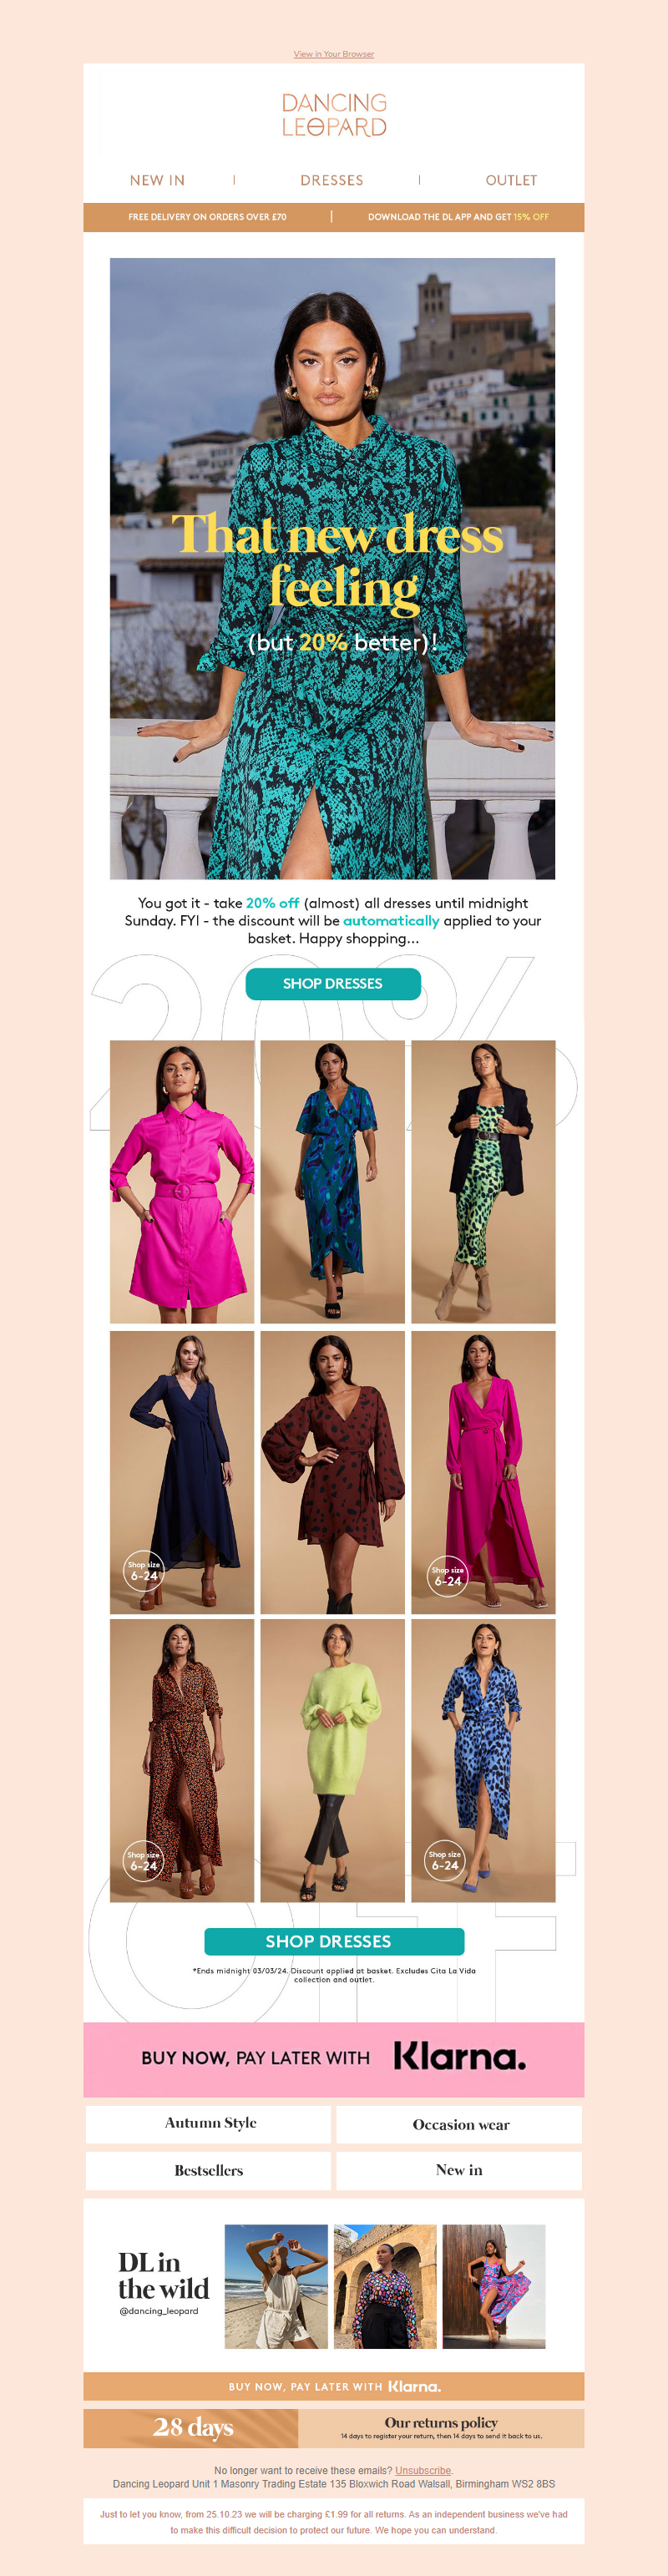 View in Your Browser
DANCING
LEOPARD
NEW IN | DRESSES | OUTLET
FREE DELIVERY ON ORDERS OVER £70 | DOWNLOAD THE DL APP AND GET 15% OFF
That new dress
feeling
(but 20% better)!
You got it - take 20% off (almost) all dresses until midnight
Sunday. FYI - the discount will be automatically applied to your
basket. Happy shopping...
20%
SHOP DRESSES
Shop size
6-24
Shop size
6-24
Shop size
6-24
Shop size
6-24
OFF
SHOP DRESSES
*Ends midnight 03/03/24. Discount applied at basket. Excludes Cita La Vida
collection and outlet.
BUY NOW, PAY LATER WITH Klarna.
Autumn Style
Occasion wear
Bestsellers
New in
DL in
the wild
@dancing_leopard
BUY NOW, PAY LATER WITH Klarna.
28 days
Our returns policy
14 days to register your return, then 14 days to send it back to us.
No longer want to receive these emails? Unsubscribe.
Dancing Leopard Unit 1 Masonry Trading Estate 135 Bloxwich Road Walsall, Birmingham WS2 8BS
Just to let you know, from 25.10.23 we will be charging £1.99 for all returns. As an independent business we've had
to make this difficult decision to protect our future. We hope you can understand.